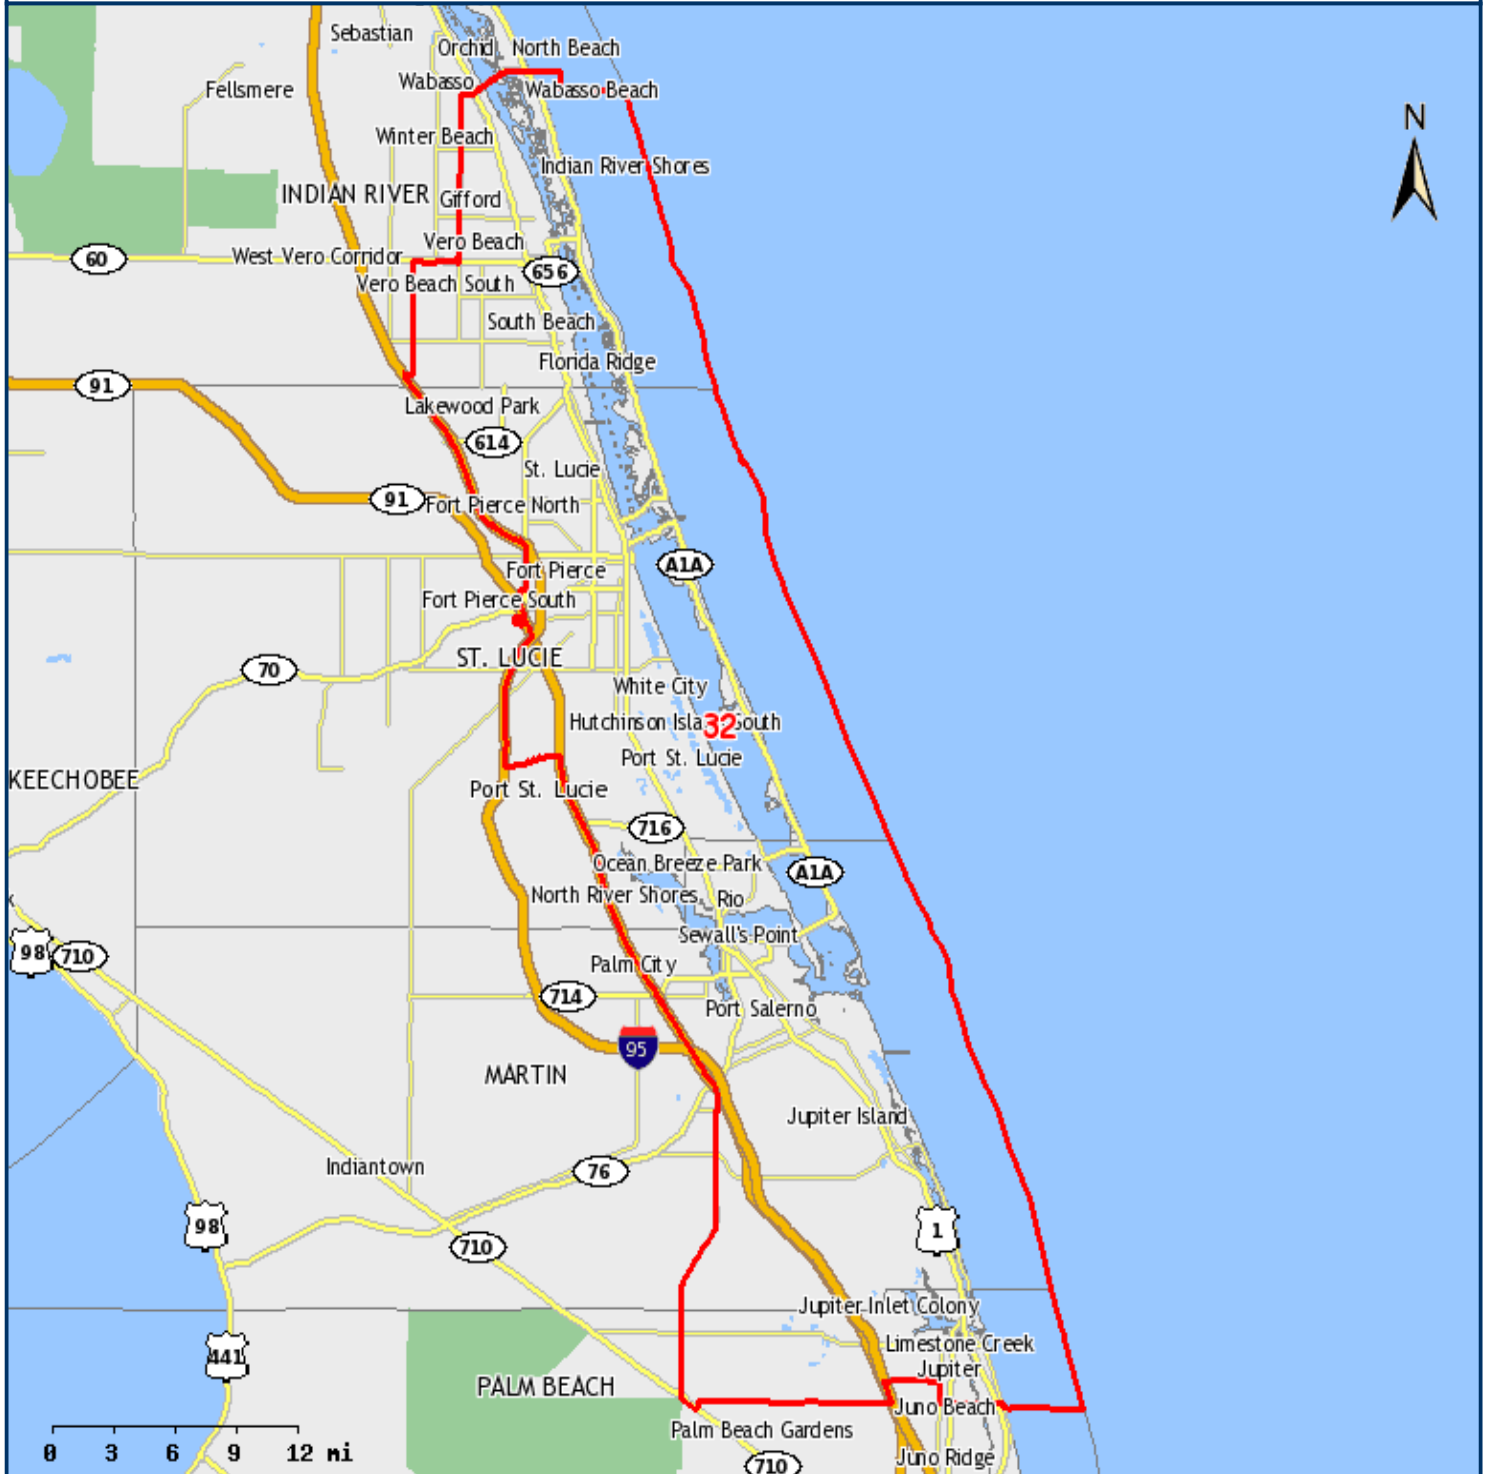 Sebastian
Orchid
North Beach
N
Wabasso
Wabasso Beach
Fellsmere
Winter Beach
Indian River Shores
INDIAN RIVER
Gifford
Vero Beach
60
West Vero Corridor
656
Vero Beach South
South Beach
Florida Ridge
91
Lakewood Park
614
St. Lucie
91
Fort Pierce North
A1A
Fort Pierce
Fort Pierce South
ST. LUCIE
70
White City
Hutchinson Isla South
32
Port St. Lucie
KEECHOBEE
Port St. Lucie
716
Ocean Breeze Park
A1A
North River Shores
Rio
Sewall's Point
98
710
Palm City
714
Port Salerno
95
MARTIN
Jupiter Island
Indiantown
76
98
1
710
Jupiter Inlet Colony
Limestone Creek
441
Jupiter
PALM BEACH
Juno Beach
Palm Beach Gardens
0 3 6 9 12 mi
Juno Ridge
710